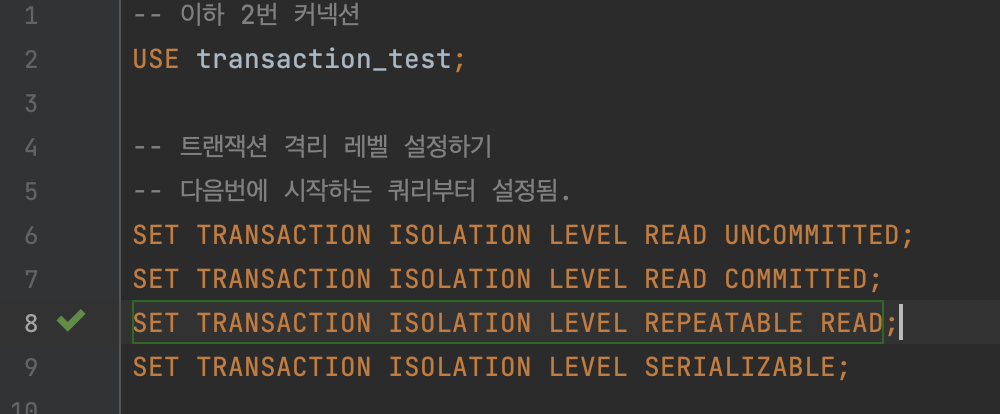 1 -- 이하 2번 커넥션
2 USE transaction_test;
3
4 -- 트랜잭션 격리 레벨 설정하기
5 -- 다음번에 시작하는 쿼리부터 설정됨.
6 SET TRANSACTION ISOLATION LEVEL READ UNCOMMITTED;
7 SET TRANSACTION ISOLATION LEVEL READ COMMITTED;
8 SET TRANSACTION ISOLATION LEVEL REPEATABLE READ;
9 SET TRANSACTION ISOLATION LEVEL SERIALIZABLE;
10